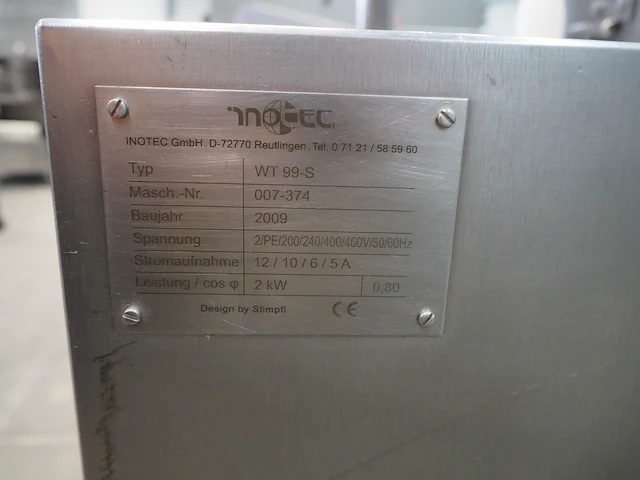 INOTEC
INOTEC GmbH. D-72770 Reutlingen. Tel. 0 71 21 / 58 59 60
Typ WT 99-S
Masch.-Nr. 007-374
Baujahr 2009
Spannung 2/PE/200/240/400/460V/50/60Hz
Stromaufnahme 12 / 10 / 6 / 5 A
Leistung / cos φ 2 kW 0,80
Design by Stimpfl CE